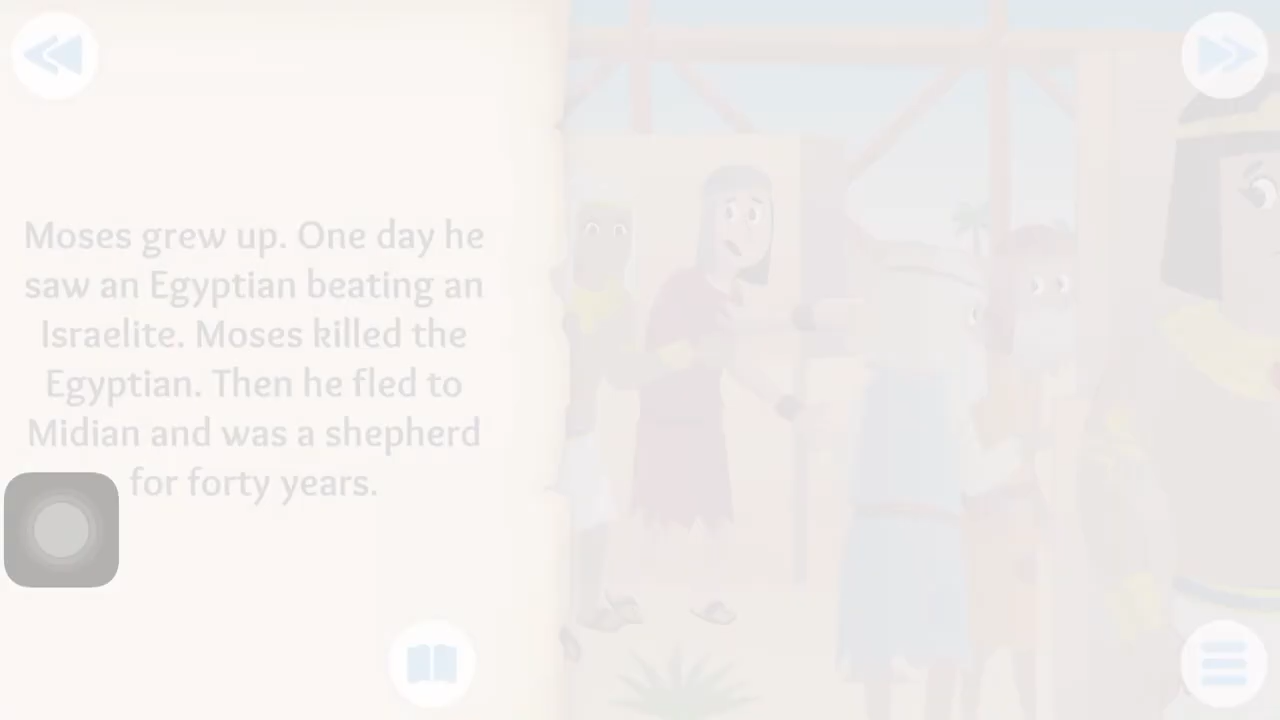 Moses grew up. One day he
saw an Egyptian beating an
Israelite. Moses killed the
Egyptian. Then he fled to
Midian and was a shepherd
for forty years.